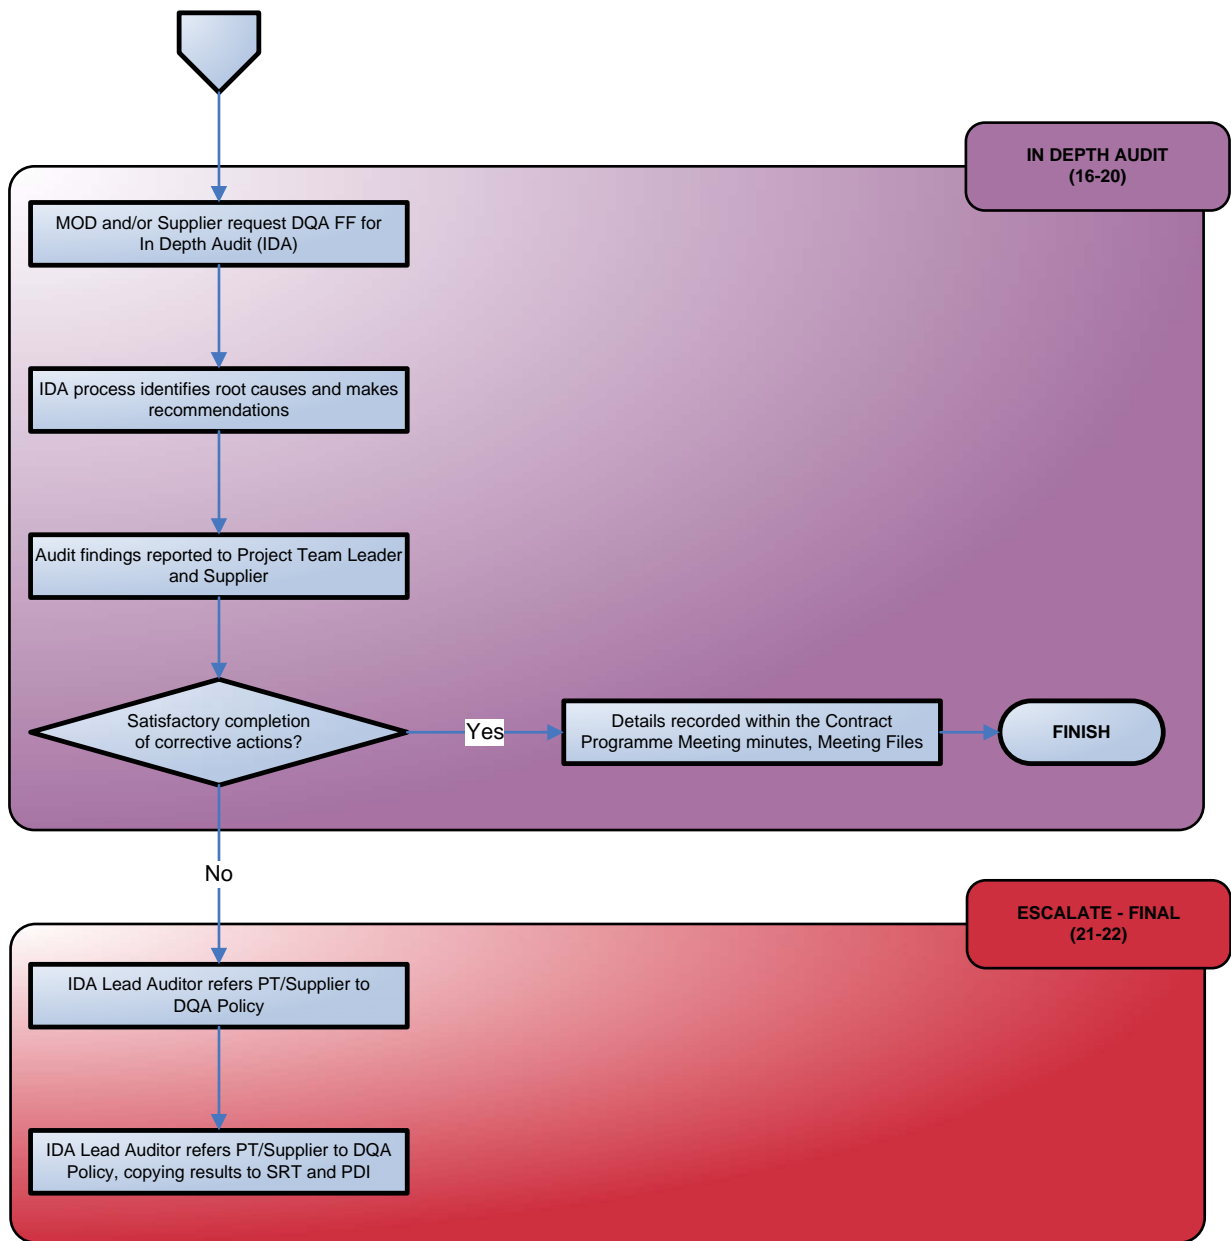 IN DEPTH AUDIT
(16-20)
MOD and/or Supplier request DQA FF for
In Depth Audit (IDA)
IDA process identifies root causes and makes
recommendations
Audit findings reported to Project Team Leader
and Supplier
Satisfactory completion
of corrective actions?
Yes
Details recorded within the Contract
Programme Meeting minutes, Meeting Files
FINISH
No
ESCALATE - FINAL
(21-22)
IDA Lead Auditor refers PT/Supplier to
DQA Policy
IDA Lead Auditor refers PT/Supplier to DQA
Policy, copying results to SRT and PDI